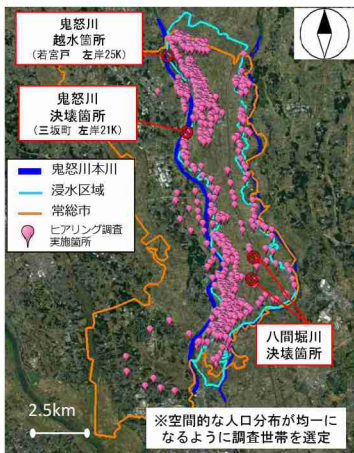 鬼怒川
越水箇所
(若宮戸 左岸25K)
鬼怒川
決壊箇所
(三坂町 左岸21K)
鬼怒川本川
浸水区域
常総市
ヒアリング調査
実施箇所
八間堀川
決壊箇所
2.5km
※空間的な人口分布が均一に
なるように調査世帯を選定